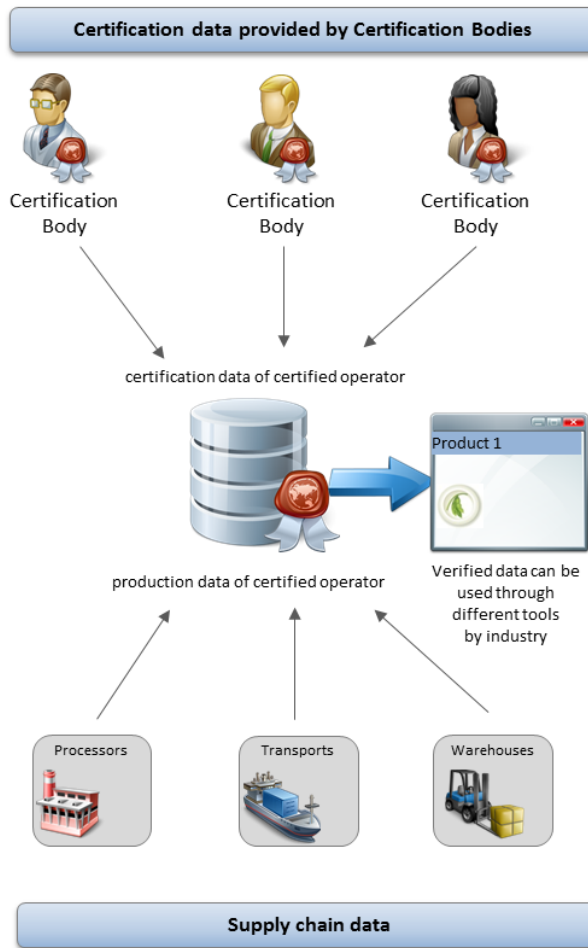 Certification data provided by Certification Bodies
Certification
Body
Certification
Body
Certification
Body
certification data of certified operator
Product 1
production data of certified operator
Verified data can be
used through
different tools
by industry
Processors
Transports
Warehouses
Supply chain data